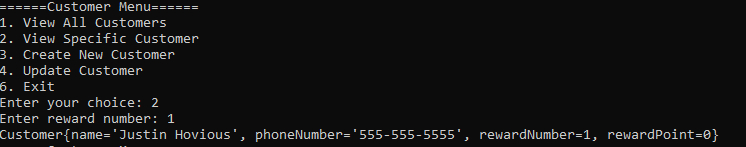 ======Customer Menu======
1. View All Customers
2. View Specific Customer
3. Create New Customer
4. Update Customer
6. Exit
Enter your choice: 2
Enter reward number: 1
Customer{name='Justin Hovious', phoneNumber='555-555-5555', rewardNumber=1, rewardPoint=0}